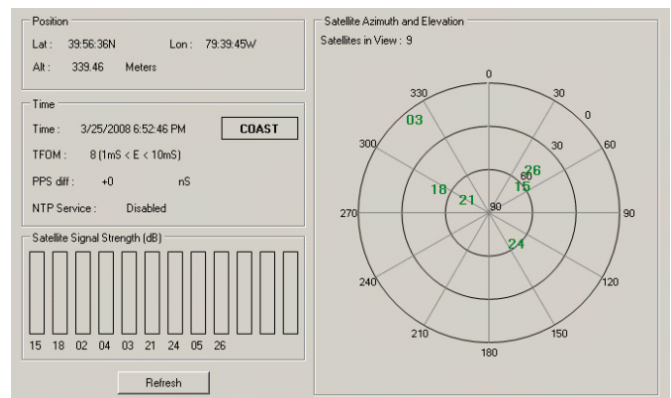 Position
Lat : 39:56:36N Lon : 79:39:45W
Alt : 339.46 Meters
Time
Time : 3/25/2008 6:52:46 PM COAST
TFOM : 8 (1mS < E < 10mS)
PPS diff : +0 nS
NTP Service : Disabled
Satellite Signal Strength (dB)
15 18 02 04 03 21 24 05 26
Refresh
Satellite Azimuth and Elevation
Satellites in View : 9
0
330 30
03 0
300 30 60
26
60
18 15
21
90
270 90
24
240 120
210 150
180